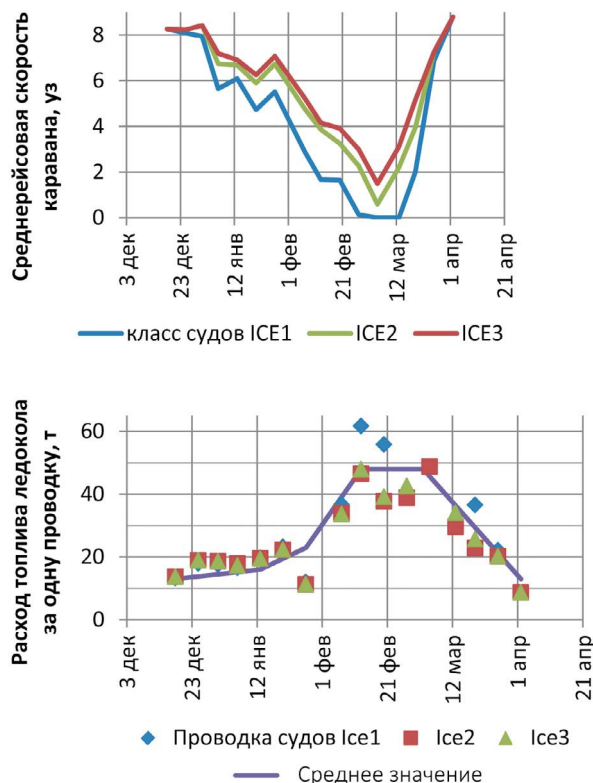 Среднерейсовая скорость
каравана, уз
8
6
4
2
0
3 дек
23 дек
12 янв
1 фев
21 фев
12 мар
1 апр
21 апр
класс судов ICE1
ICE2
ICE3
Расход топлива ледокола
за одну проводку, т
60
40
20
0
3 дек
23 дек
12 янв
1 фев
21 фев
12 мар
1 апр
21 апр
Проводка судов Ice1
Ice2
Ice3
Среднее значение